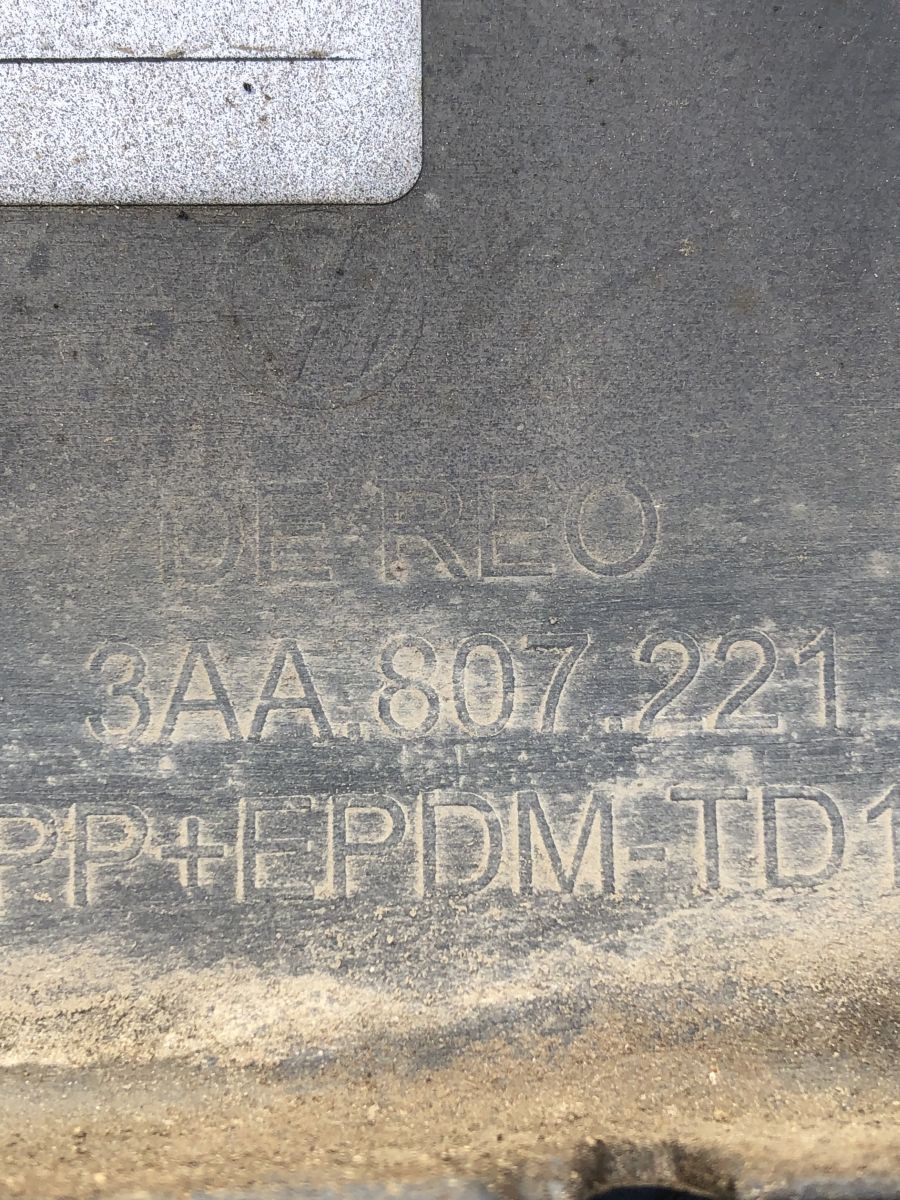 DE REO
3AA.807.221
PP+EPDM-TD1